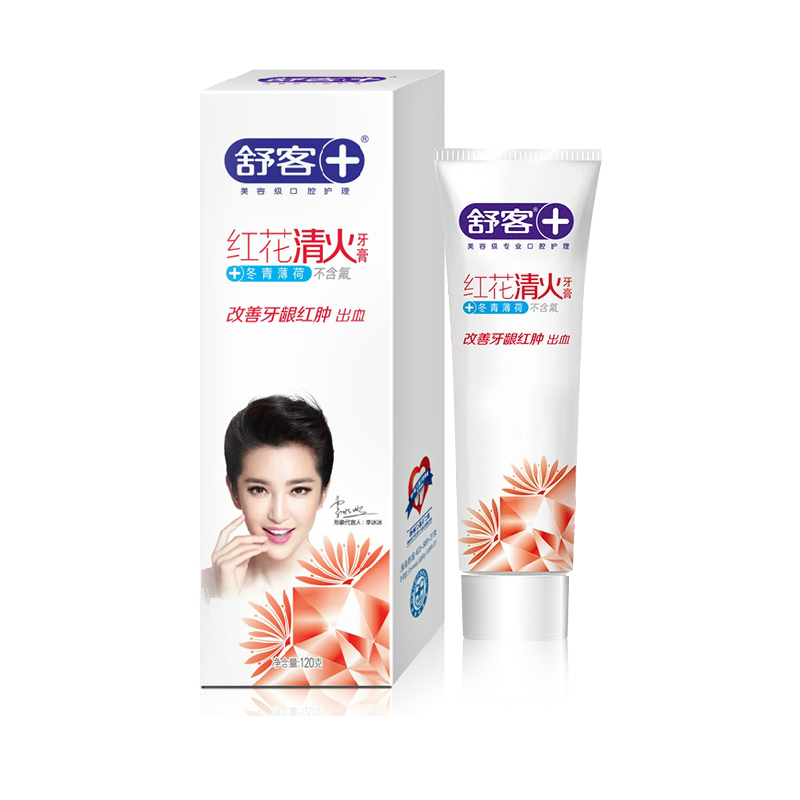 舒客+®
美容级口腔护理
红花清火牙膏
+冬青薄荷 不含氟
改善牙龈红肿 出血
形象代言人：李冰冰
净含量:120克
舒客®+
美容级专业口腔护理
红花清火牙膏
+冬青薄荷 不含氟
改善牙龈红肿 出血